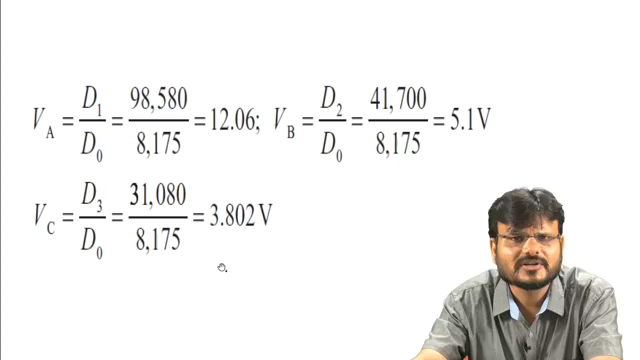 V_A = D_1/D_0 = 98,580/8,175 = 12.06; V_B = D_2/D_0 = 41,700/8,175 = 5.1 V
V_C = D_3/D_0 = 31,080/8,175 = 3.802 V